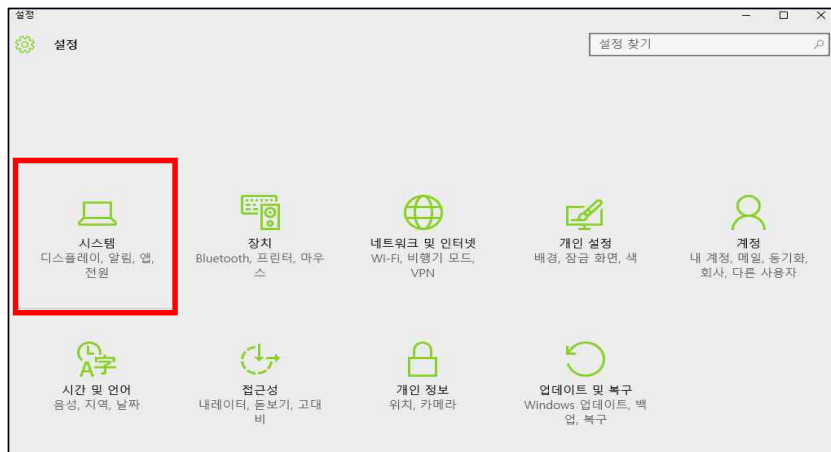 설정
설정
설정 찾기
시스템
디스플레이, 알림, 앱,
전원
장치
Bluetooth, 프린터, 마우
스
네트워크 및 인터넷
Wi-Fi, 비행기 모드,
VPN
개인 설정
배경, 잠금 화면, 색
계정
내 계정, 메일, 동기화,
회사, 다른 사용자
시간 및 언어
음성, 지역, 날짜
접근성
내레이터, 돋보기, 고대
비
개인 정보
위치, 카메라
업데이트 및 복구
Windows 업데이트, 백
업, 복구